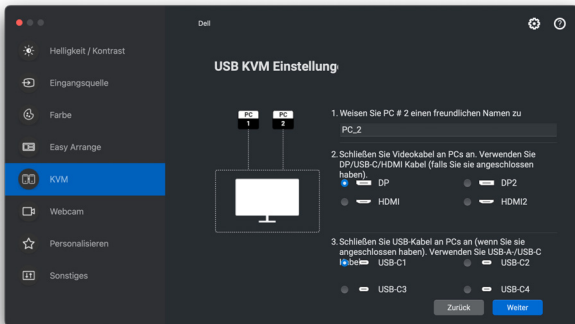 Dell
Helligkeit / Kontrast
Eingangsquelle
Farbe
Easy Arrange
KVM
Webcam
Personalisieren
Sonstiges
USB KVM Einstellung
PC
1
PC
2
1. Weisen Sie PC # 2 einen freundlichen Namen zu
PC_2
2. Schließen Sie Videokabel an PCs an. Verwenden Sie
DP/USB-C/HDMI Kabel (falls Sie sie angeschlossen
haben).
DP
DP2
HDMI
HDMI2
3. Schließen Sie USB-Kabel an PCs an (wenn Sie sie
angeschlossen haben). Verwenden Sie USB-A-/USB-C
USB-C1
USB-C2
USB-C3
USB-C4
Zurück
Weiter